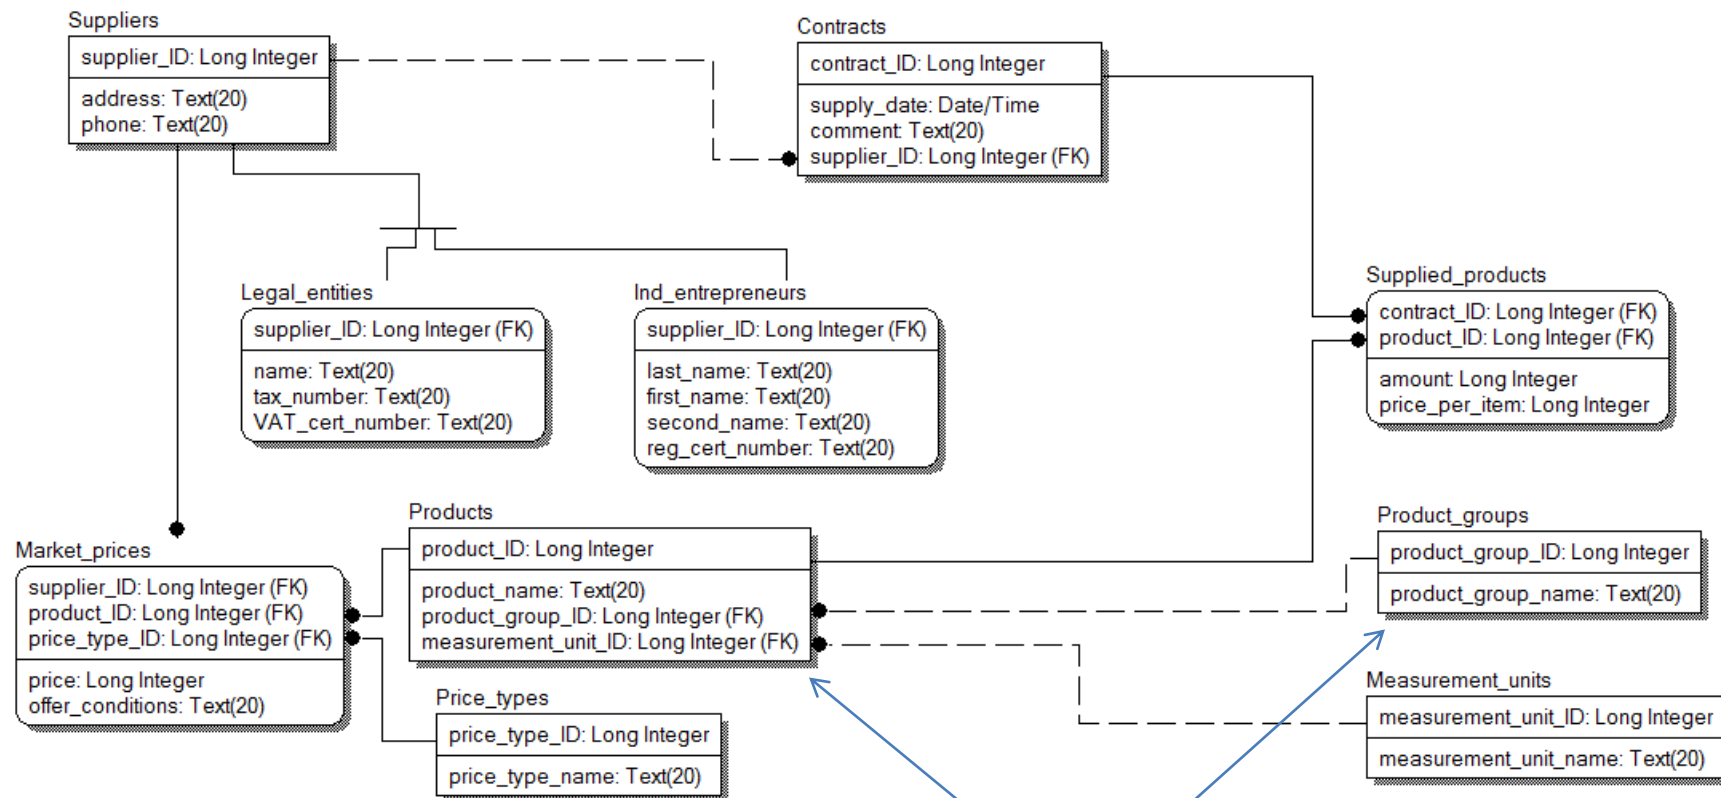 Suppliers
supplier_ID: Long Integer
address: Text(20)
phone: Text(20)
Contracts
contract_ID: Long Integer
supply_date: Date/Time
comment: Text(20)
supplier_ID: Long Integer (FK)
Legal_entities
supplier_ID: Long Integer (FK)
name: Text(20)
tax_number: Text(20)
VAT_cert_number: Text(20)
Ind_entrepreneurs
supplier_ID: Long Integer (FK)
last_name: Text(20)
first_name: Text(20)
second_name: Text(20)
reg_cert_number: Text(20)
Supplied_products
contract_ID: Long Integer (FK)
product_ID: Long Integer (FK)
amount: Long Integer
price_per_item: Long Integer
Market_prices
supplier_ID: Long Integer (FK)
product_ID: Long Integer (FK)
price_type_ID: Long Integer (FK)
price: Long Integer
offer_conditions: Text(20)
Products
product_ID: Long Integer
product_name: Text(20)
product_group_ID: Long Integer (FK)
measurement_unit_ID: Long Integer (FK)
Product_groups
product_group_ID: Long Integer
product_group_name: Text(20)
Price_types
price_type_ID: Long Integer
price_type_name: Text(20)
Measurement_units
measurement_unit_ID: Long Integer
measurement_unit_name: Text(20)